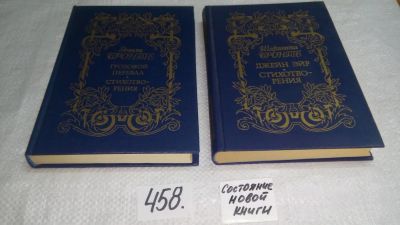 Эмили
БРОНТЕ
ГРОЗОВОЙ
ПЕРЕВАЛ
СТИХОТВО-
РЕНИЯ
Шарлотта
БРОНТЕ
ДЖЕЙН ЭЙР
СТИХОТВО-
РЕНИЯ
458.
Состояние
новой
книги